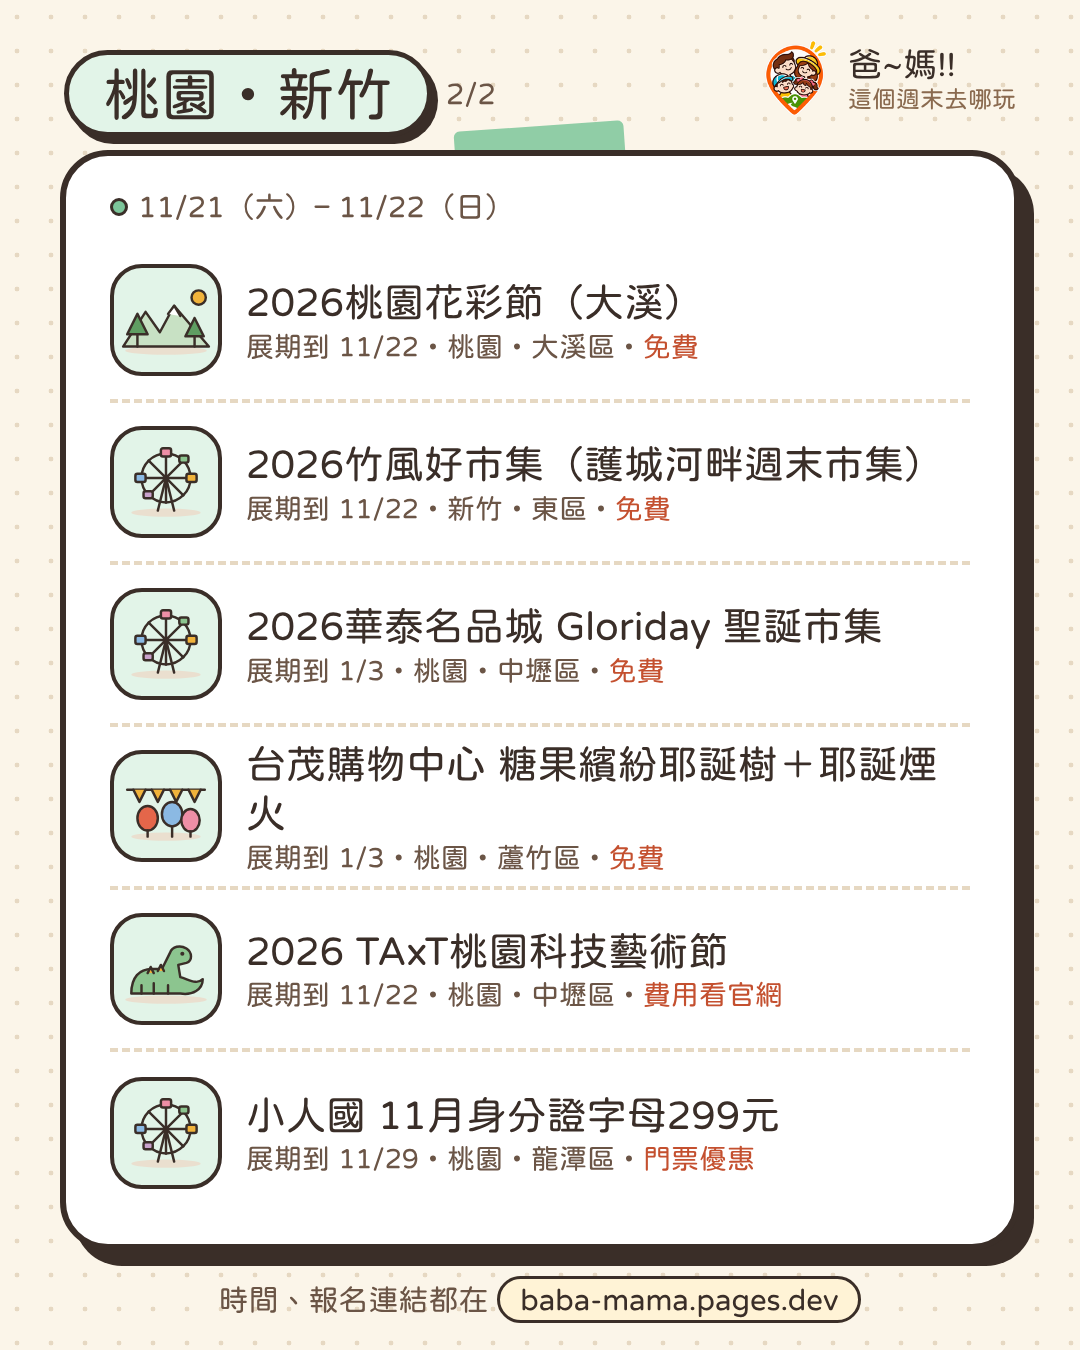 桃園・新竹
2/2
爸~媽!!
這個週末去哪玩
11/21（六）– 11/22（日）
2026桃園花彩節（大溪）
展期到 11/22・桃園・大溪區・免費
2026竹風好市集（護城河畔週末市集）
展期到 11/22・新竹・東區・免費
2026華泰名品城 Gloriday 聖誕市集
展期到 1/3・桃園・中壢區・免費
台茂購物中心 糖果繽紛耶誕樹＋耶誕煙
火
展期到 1/3・桃園・蘆竹區・免費
2026 TAxT桃園科技藝術節
展期到 11/22・桃園・中壢區・費用看官網
小人國 11月身分證字母299元
展期到 11/29・桃園・龍潭區・門票優惠
時間、報名連結都在 baba-mama.pages.dev